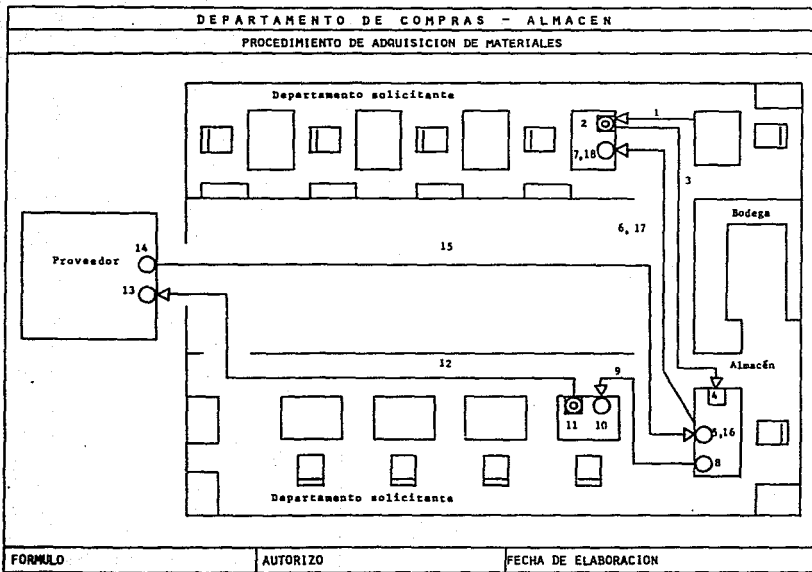 DEPARTAMENTO DE COMPRAS - ALMACEN
PROCEDIMIENTO DE ADQUISICION DE MATERIALES
Departamento solicitante
2
1
7,18
3
6, 17
Bodega
14
Proveedor
15
13
12
9
Almacén
4
11
10
5,16
8
Departamento solicitante
FORMULO
AUTORIZO
FECHA DE ELABORACION